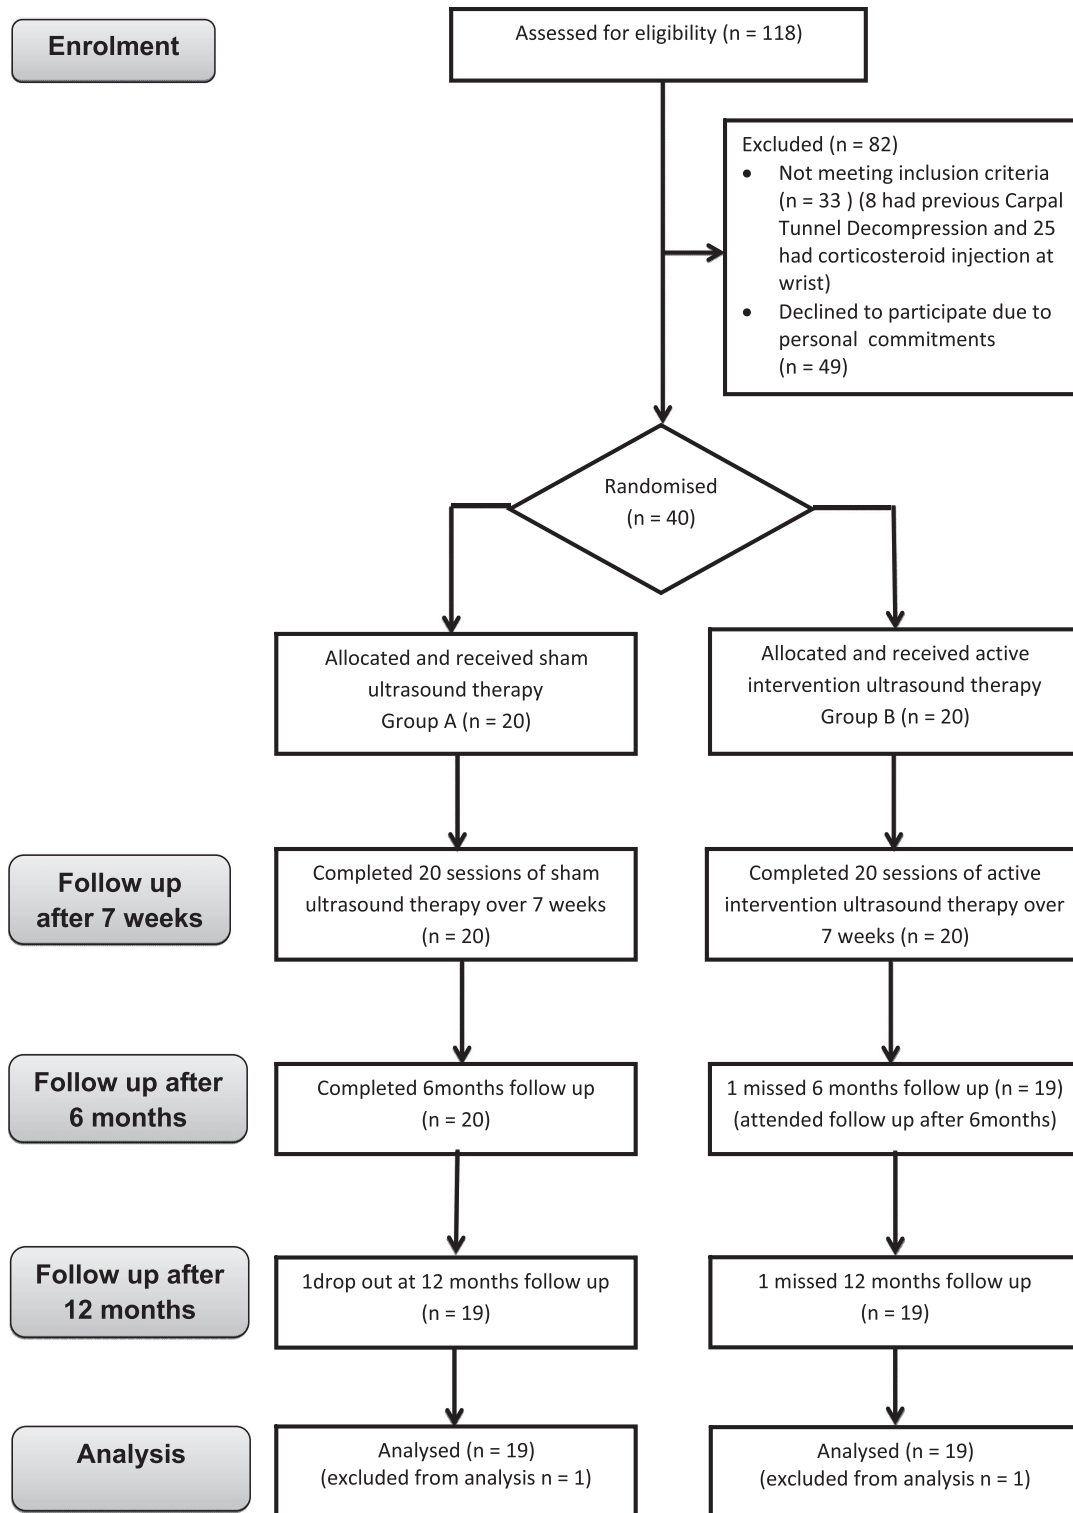 Enrolment
Assessed for eligibility (n = 118)
Excluded (n = 82)
• Not meeting inclusion criteria
(n = 33 ) (8 had previous Carpal
Tunnel Decompression and 25
had corticosteroid injection at
wrist)
• Declined to participate due to
personal commitments
(n = 49)
Randomised
(n = 40)
Allocated and received sham
ultrasound therapy
Group A (n = 20)
Allocated and received active
intervention ultrasound therapy
Group B (n = 20)
Follow up
after 7 weeks
Completed 20 sessions of sham
ultrasound therapy over 7 weeks
(n = 20)
Completed 20 sessions of active
intervention ultrasound therapy over
7 weeks (n = 20)
Follow up after
6 months
Completed 6months follow up
(n = 20)
1 missed 6 months follow up (n = 19)
(attended follow up after 6months)
Follow up after
12 months
1drop out at 12 months follow up
(n = 19)
1 missed 12 months follow up
(n = 19)
Analysis
Analysed (n = 19)
(excluded from analysis n = 1)
Analysed (n = 19)
(excluded from analysis n = 1)